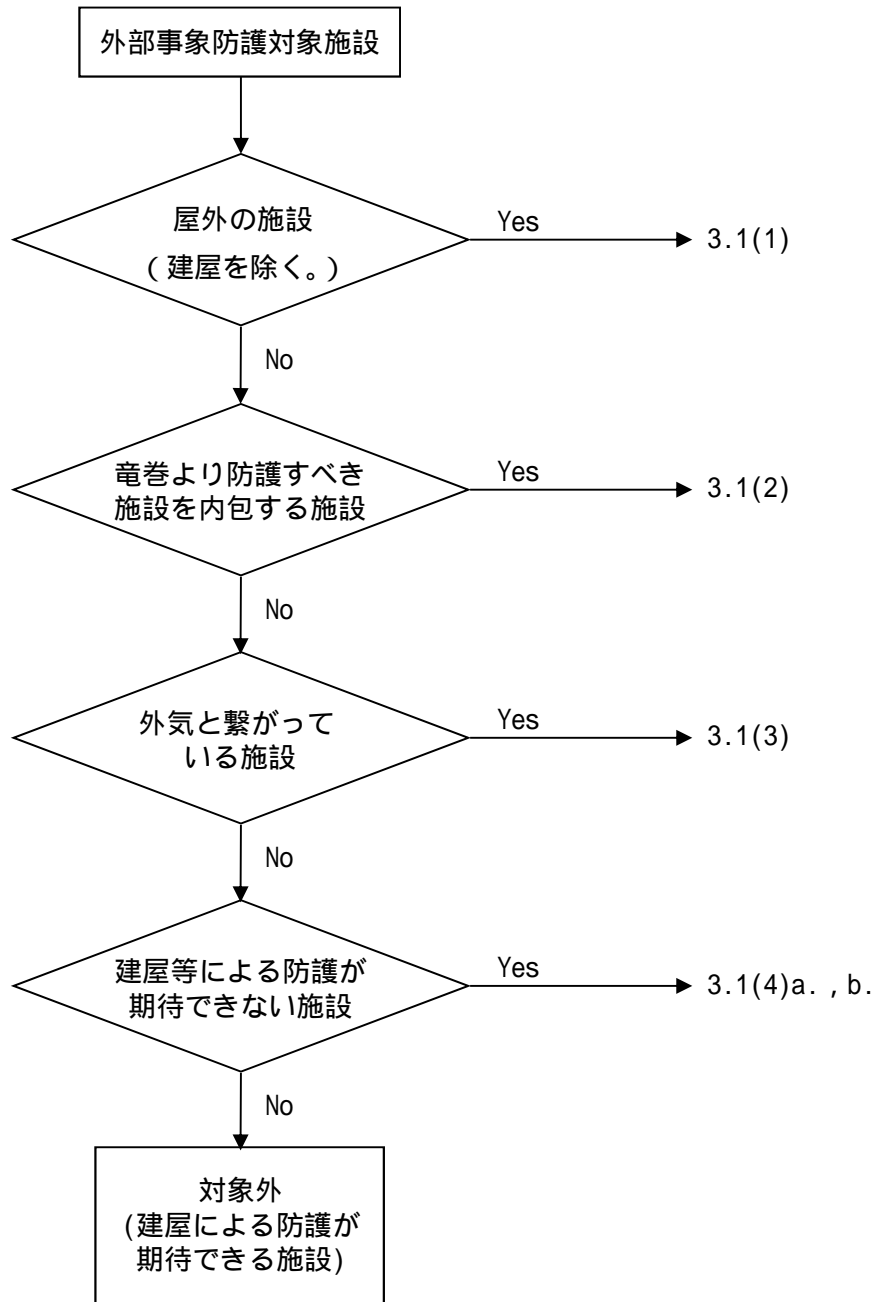 外部事象防護対象施設
屋外の施設
(建屋を除く。)
Yes
3.1(1)
No
竜巻より防護すべき
施設を内包する施設
Yes
3.1(2)
No
外気と繋がって
いる施設
Yes
3.1(3)
No
建屋等による防護が
期待できない施設
Yes
3.1(4)a.,b.
No
対象外
(建屋による防護が
期待できる施設)